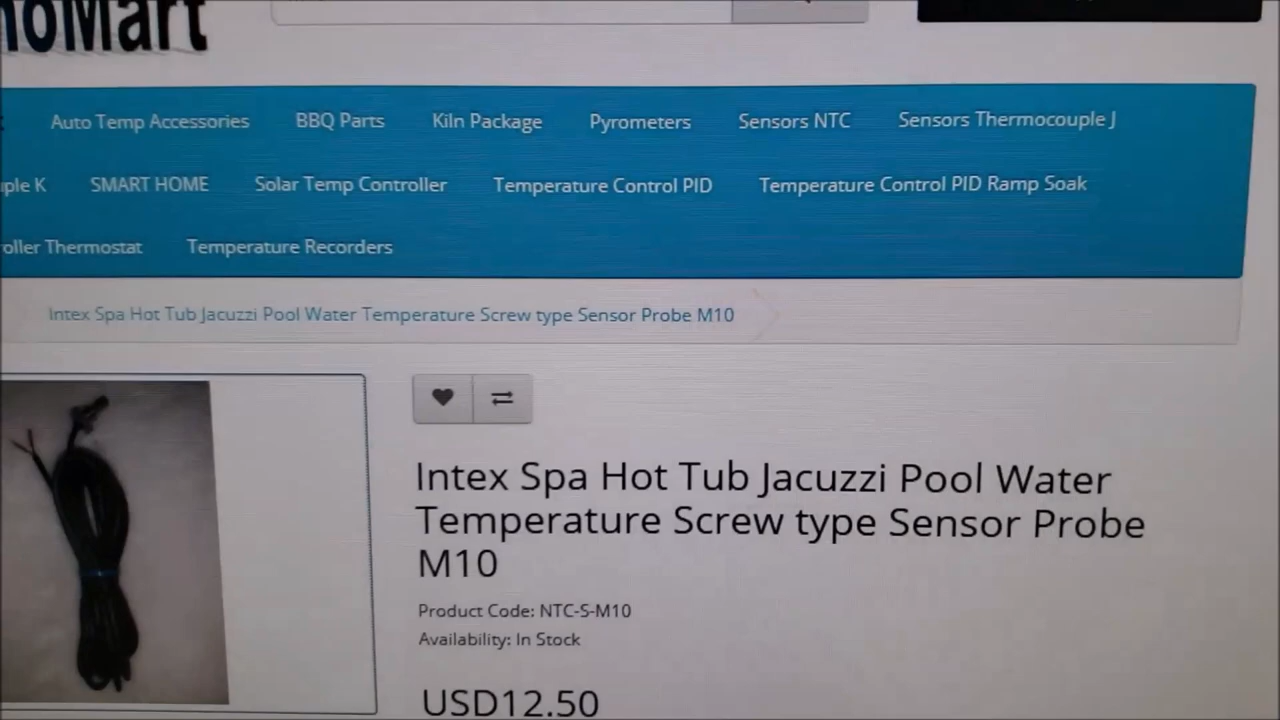 Auto Temp Accessories BBQ Parts Kiln Package Pyrometers Sensors NTC Sensors Thermocouple J
K SMART HOME Solar Temp Controller Temperature Control PID Temperature Control PID Ramp Soak
Thermostat Temperature Recorders
Intex Spa Hot Tub Jacuzzi Pool Water Temperature Screw type Sensor Probe M10
Intex Spa Hot Tub Jacuzzi Pool Water
Temperature Screw type Sensor Probe
M10
Product Code: NTC-S-M10
Availability: In Stock
USD12.50